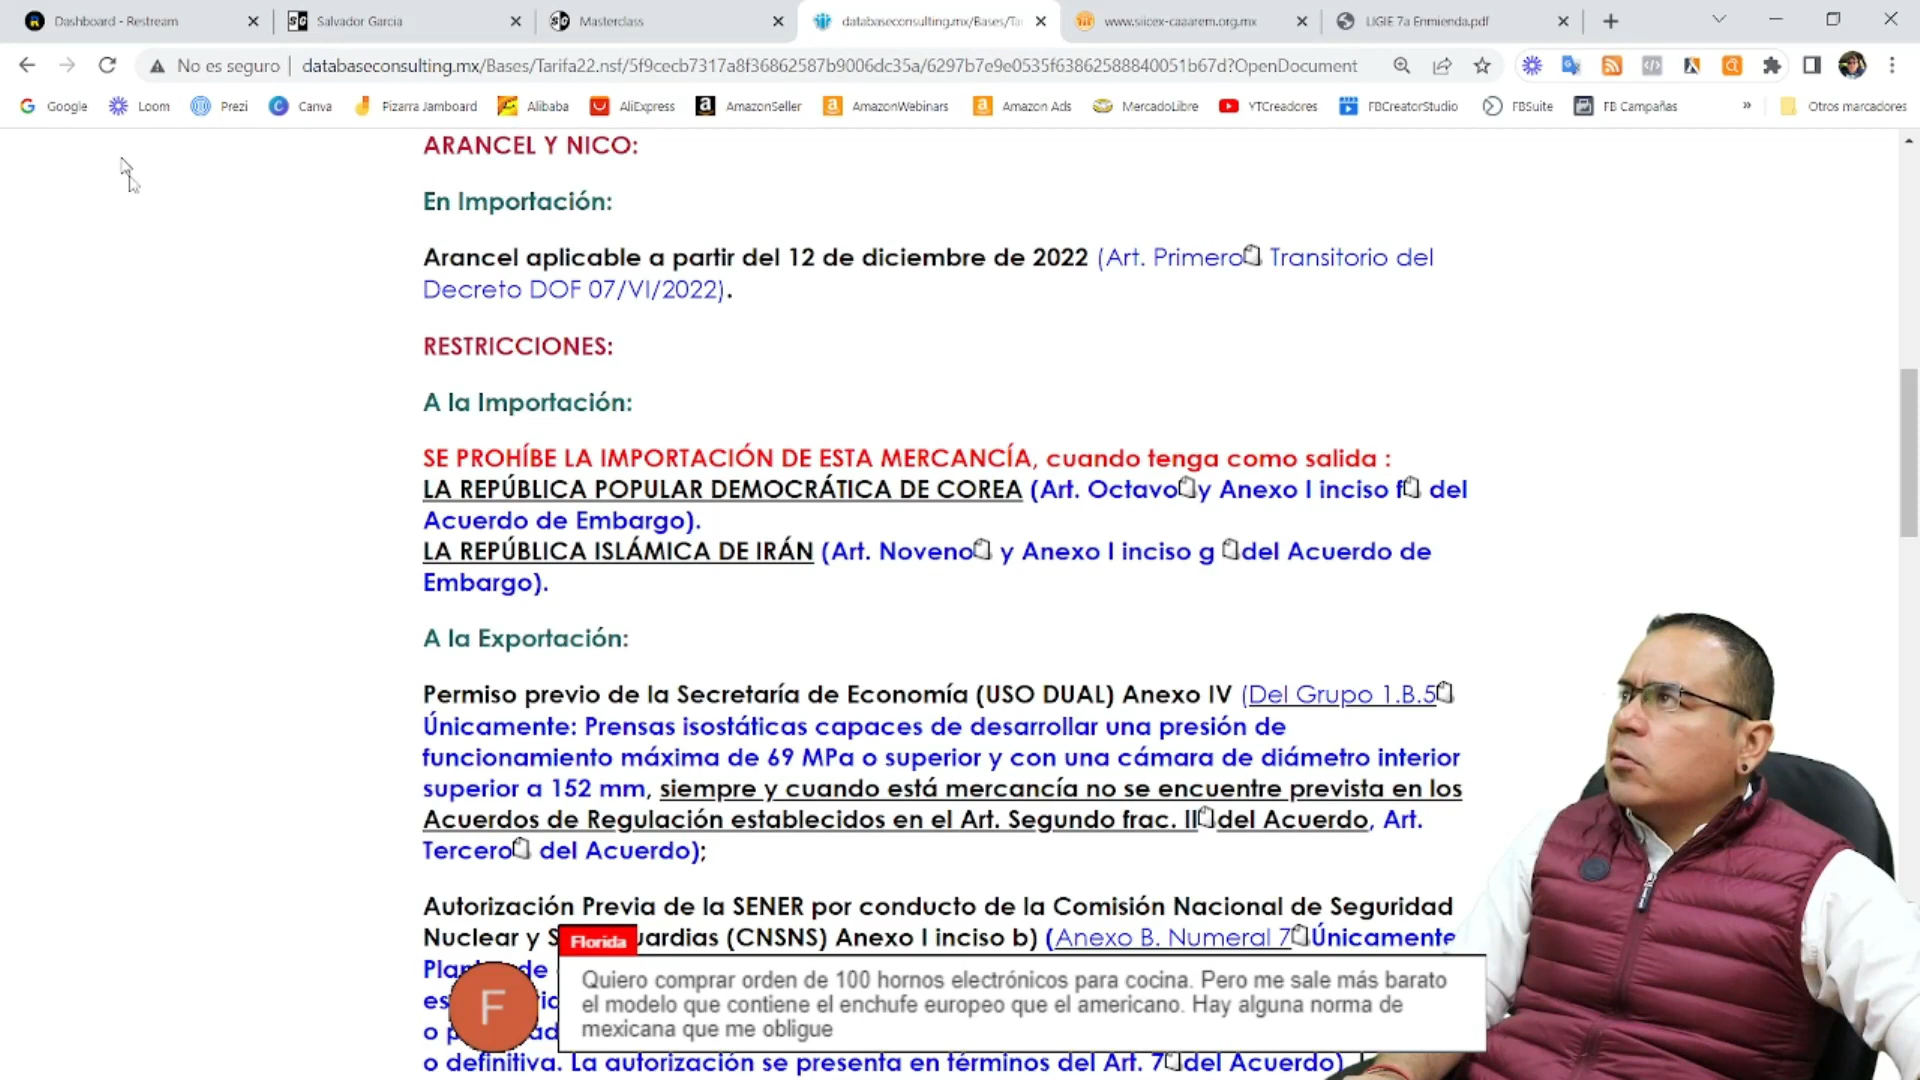 Dashboard - Restream
Salvador Garcia
Masterclass
databaseconsulting.mx/Bases/Ta
www.siicex-caaarem.org.mx
LIGIE 7a Enmienda.pdf
No es seguro
databaseconsulting.mx/Bases/Tarifa22.nsf/5f9cecb7317a8f36862587b9006dc35a/6297b7e9e0535f63862588840051b67d?OpenDocument
Google
Loom
Prezi
Canva
Pizarra Jamboard
Alibaba
AliExpress
AmazonSeller
AmazonWebinars
Amazon Ads
MercadoLibre
YTCreadores
FBCreatorStudio
FBSuite
FB Campañas
»
Otros marcadores
ARANCEL Y NICO:
En Importación:
Arancel aplicable a partir del 12 de diciembre de 2022 (Art. Primero Transitorio del
Decreto DOF 07/VI/2022).
RESTRICCIONES:
A la Importación:
SE PROHÍBE LA IMPORTACIÓN DE ESTA MERCANCÍA, cuando tenga como salida :
LA REPÚBLICA POPULAR DEMOCRÁTICA DE COREA (Art. Octavo y Anexo I inciso f del
Acuerdo de Embargo).
LA REPÚBLICA ISLÁMICA DE IRÁN (Art. Noveno y Anexo I inciso g del Acuerdo de
Embargo).
A la Exportación:
Permiso previo de la Secretaría de Economía (USO DUAL) Anexo IV (Del Grupo 1.B.5
Únicamente: Prensas isostáticas capaces de desarrollar una presión de
funcionamiento máxima de 69 MPa o superior y con una cámara de diámetro interior
superior a 152 mm, siempre y cuando está mercancía no se encuentre prevista en los
Acuerdos de Regulación establecidos en el Art. Segundo frac. II del Acuerdo, Art.
Tercero del Acuerdo);
Autorización Previa de la SENER por conducto de la Comisión Nacional de Seguridad
Nuclear y (CNSNS) Anexo I inciso b) (Anexo B. Numeral 7 Únicamente
Florida
de
F
Quiero comprar orden de 100 hornos electrónicos para cocina. Pero me sale más barato
el modelo que contiene el enchufe europeo que el americano. Hay alguna norma de
mexicana que me obligue
o definitiva. La autorización se presenta en términos del Art. 7 del Acuerdo)